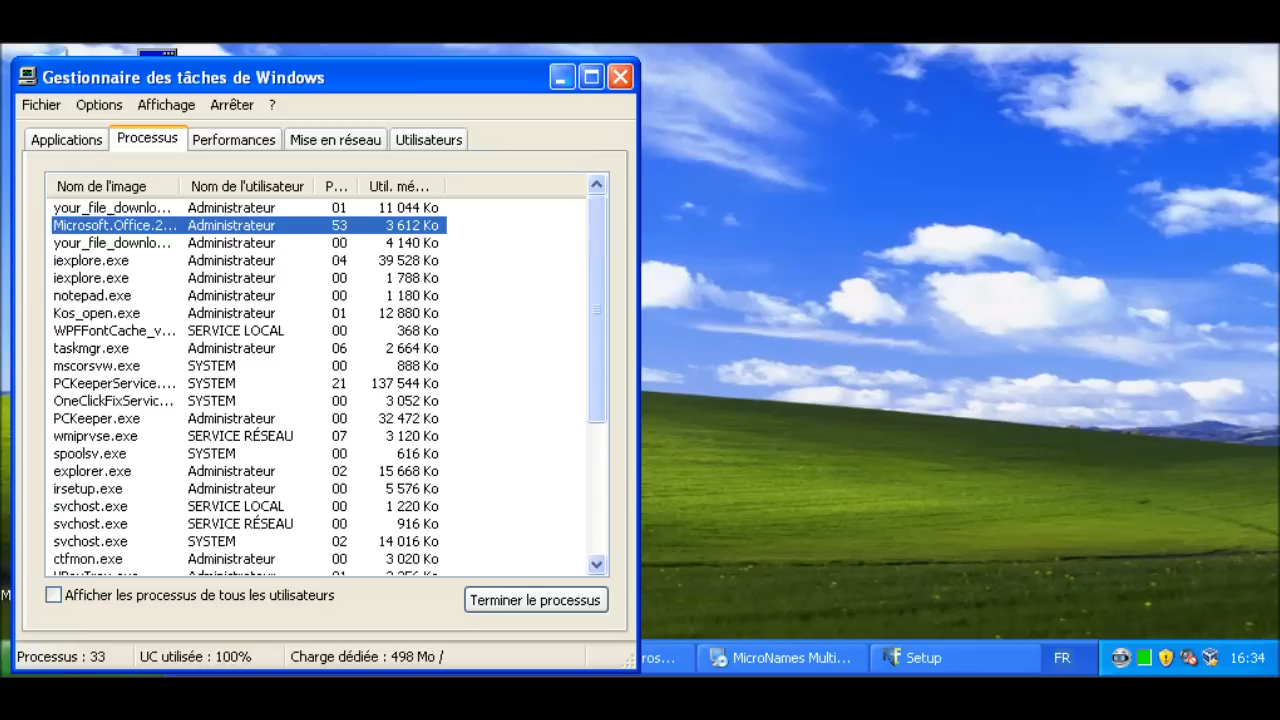 Gestionnaire des tâches de Windows
Fichier Options Affichage Arrêter ?
Applications Processus Performances Mise en réseau Utilisateurs
Nom de l'image Nom de l'utilisateur P... Util. mé...
your_file_downlo... Administrateur 01 11 044 Ko
Microsoft.Office.2... Administrateur 53 3 612 Ko
your_file_downlo... Administrateur 00 4 140 Ko
iexplore.exe Administrateur 04 39 528 Ko
iexplore.exe Administrateur 00 1 788 Ko
notepad.exe Administrateur 00 1 180 Ko
Kos_open.exe Administrateur 01 12 880 Ko
WPFFontCache_v... SERVICE LOCAL 00 368 Ko
taskmgr.exe Administrateur 06 2 664 Ko
mscorsvw.exe SYSTEM 00 888 Ko
PCKeeperService.... SYSTEM 21 137 544 Ko
OneClickFixServic... SYSTEM 00 3 052 Ko
PCKeeper.exe Administrateur 00 32 472 Ko
wmiprvse.exe SERVICE RÉSEAU 07 3 120 Ko
spoolsv.exe SYSTEM 00 616 Ko
explorer.exe Administrateur 02 15 668 Ko
irsetup.exe Administrateur 00 5 576 Ko
svchost.exe SERVICE LOCAL 00 1 220 Ko
svchost.exe SERVICE RÉSEAU 00 916 Ko
svchost.exe SYSTEM 02 14 016 Ko
ctfmon.exe Administrateur 00 3 020 Ko
Afficher les processus de tous les utilisateurs
Terminer le processus
Processus : 33 UC utilisée : 100% Charge dédiée : 498 Mo /
ros... MicroNames Multi... Setup FR 16:34